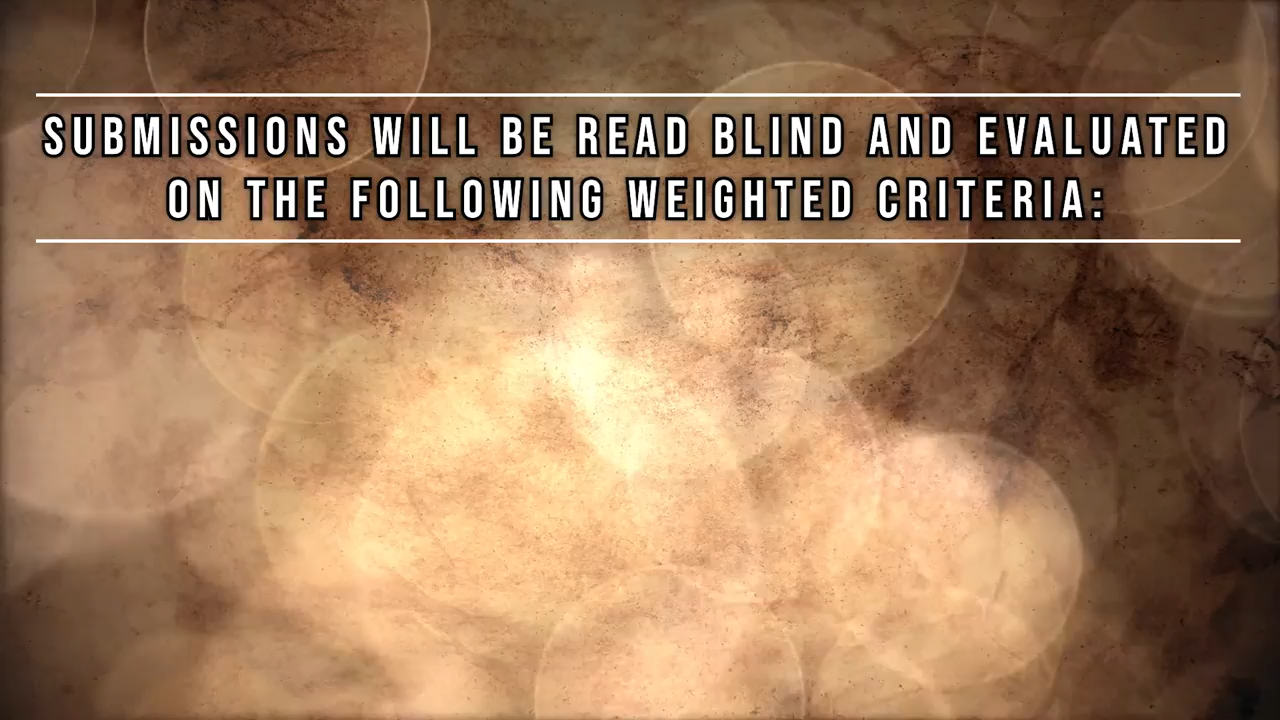 SUBMISSIONS WILL BE READ BLIND AND EVALUATED
ON THE FOLLOWING WEIGHTED CRITERIA: